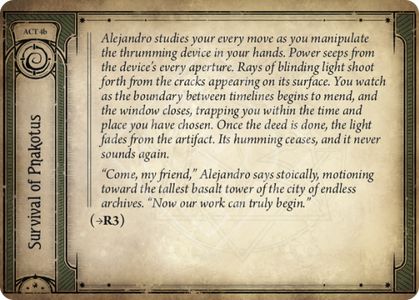 ACT 4b
Survival of Pnakotus
Alejandro studies your every move as you manipulate
the thrumming device in your hands. Power seeps from
the device's every aperture. Rays of blinding light shoot
forth from the cracks appearing on its surface. You watch
as the boundary between timelines begins to mend, and
the window closes, trapping you within the time and
place you have chosen. Once the deed is done, the light
fades from the artifact. Its humming ceases, and it never
sounds again.
“Come, my friend,” Alejandro says stoically, motioning
toward the tallest basalt tower of the city of endless
archives. “Now our work can truly begin.”
(→R3)